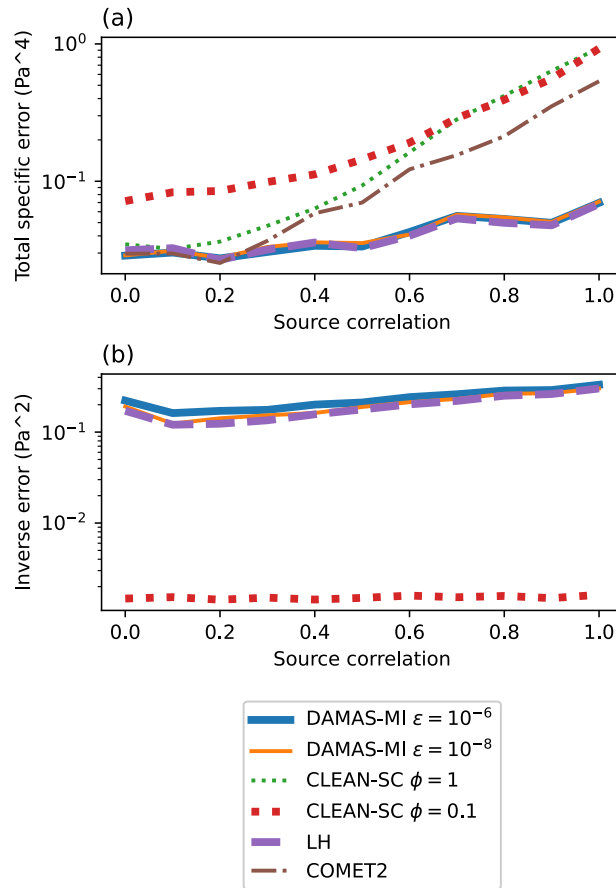 (a)
10^0
10^-1
Total specific error (Pa^4)
0.0 0.2 0.4 0.6 0.8 1.0
Source correlation
(b)
10^-1
10^-2
Inverse error (Pa^2)
0.0 0.2 0.4 0.6 0.8 1.0
Source correlation
DAMAS-MI ε = 10^-6
DAMAS-MI ε = 10^-8
CLEAN-SC ϕ = 1
CLEAN-SC ϕ = 0.1
LH
COMET2